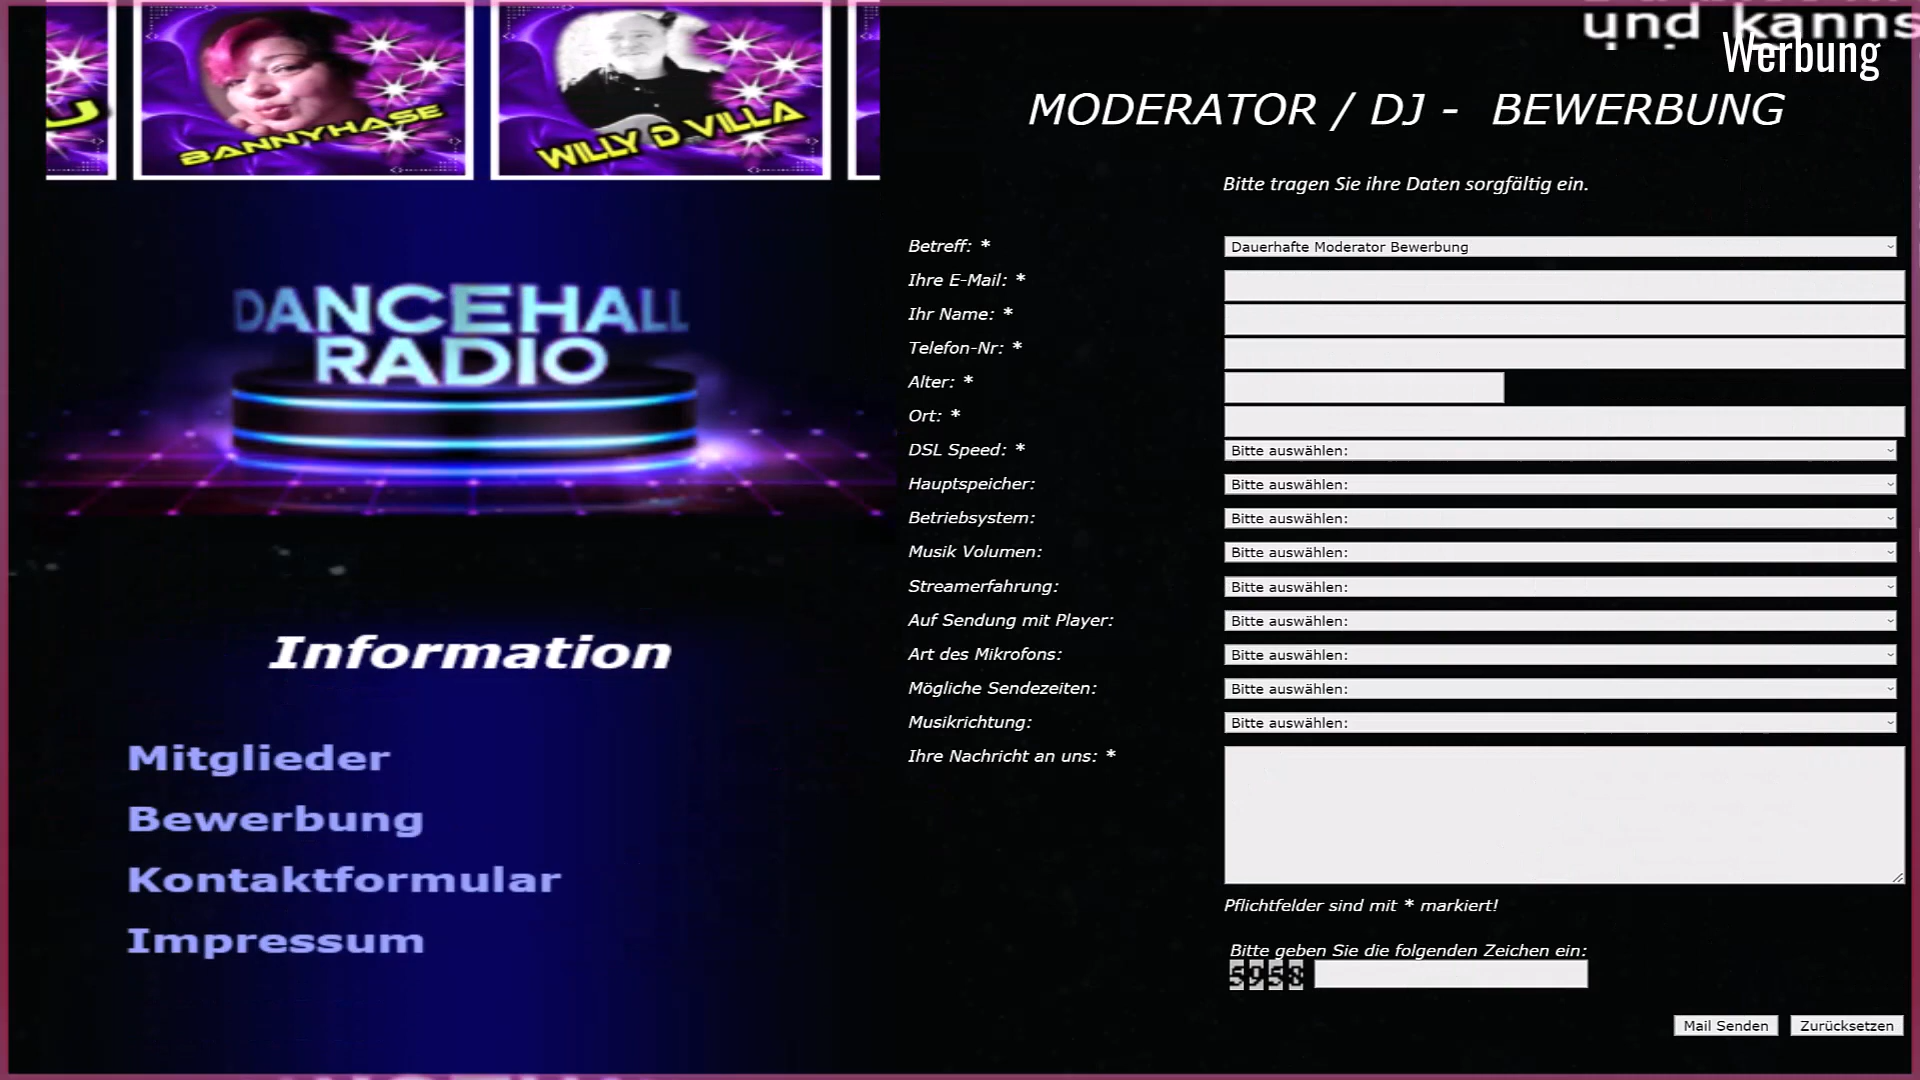 und kanns
Werbung
U
BANNYHASE
WILLY D VILLA
DANCEHALL
RADIO
Information
Mitglieder
Bewerbung
Kontaktformular
Impressum
MODERATOR / DJ - BEWERBUNG
Bitte tragen Sie ihre Daten sorgfältig ein.
Betreff: * Dauerhafte Moderator Bewerbung
Ihre E-Mail: *
Ihr Name: *
Telefon-Nr: *
Alter: *
Ort: *
DSL Speed: * Bitte auswählen:
Hauptspeicher: Bitte auswählen:
Betriebsystem: Bitte auswählen:
Musik Volumen: Bitte auswählen:
Streamerfahrung: Bitte auswählen:
Auf Sendung mit Player: Bitte auswählen:
Art des Mikrofons: Bitte auswählen:
Mögliche Sendezeiten: Bitte auswählen:
Musikrichtung: Bitte auswählen:
Ihre Nachricht an uns: *
Pflichtfelder sind mit * markiert!
Bitte geben Sie die folgenden Zeichen ein:
5958
Mail Senden Zurücksetzen